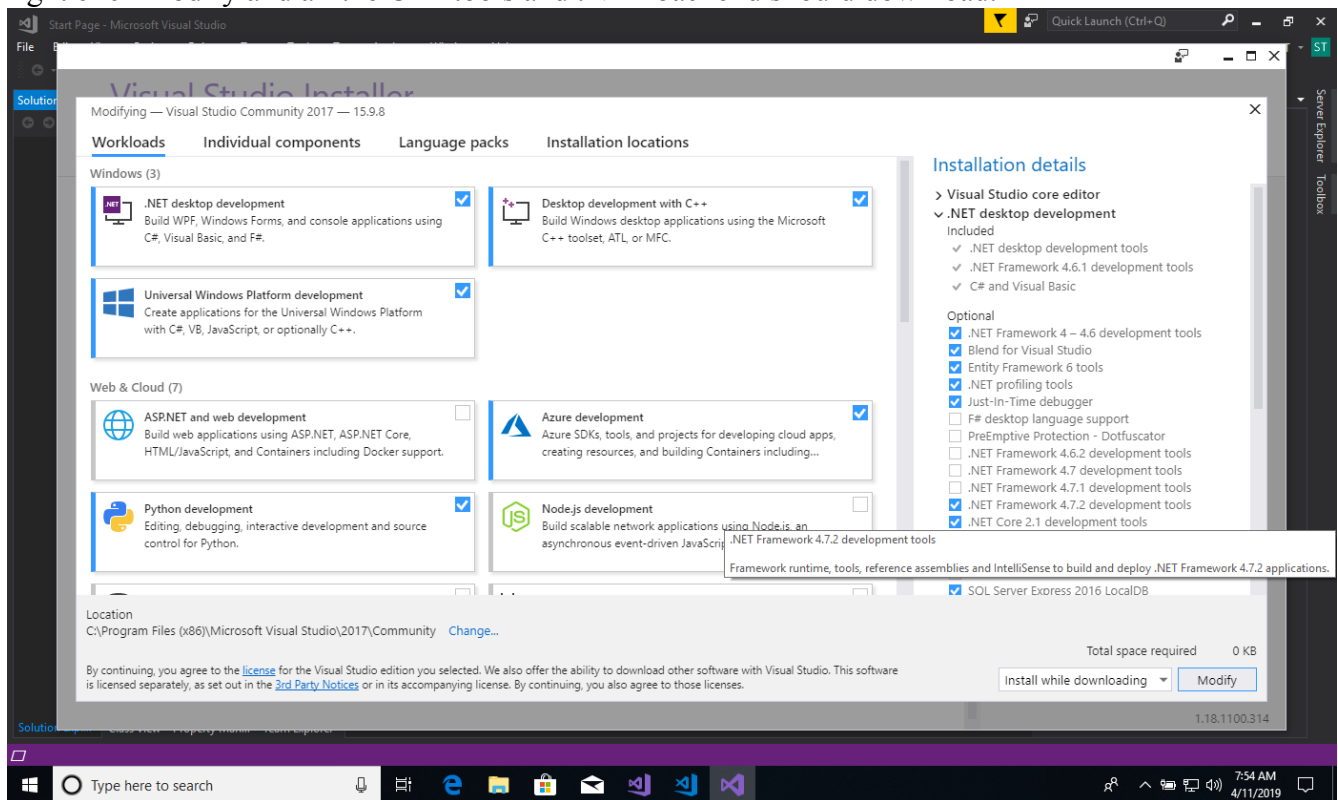 Start Page - Microsoft Visual Studio
Quick Launch (Ctrl+Q)
File
ST
Visual Studio Installer
Server Explorer
Toolbox
Modifying — Visual Studio Community 2017 — 15.9.8
Workloads Individual components Language packs Installation locations
Windows (3)
.NET desktop development
Build WPF, Windows Forms, and console applications using
C#, Visual Basic, and F#.
Desktop development with C++
Build Windows desktop applications using the Microsoft
C++ toolset, ATL, or MFC.
Universal Windows Platform development
Create applications for the Universal Windows Platform
with C#, VB, JavaScript, or optionally C++.
Web & Cloud (7)
ASP.NET and web development
Build web applications using ASP.NET, ASP.NET Core,
HTML/JavaScript, and Containers including Docker support.
Azure development
Azure SDKs, tools, and projects for developing cloud apps,
creating resources, and building Containers including...
Python development
Editing, debugging, interactive development and source
control for Python.
Node.js development
Build scalable network applications using Node.js, an
asynchronous event-driven JavaScrip
Installation details
Visual Studio core editor
.NET desktop development
Included
.NET desktop development tools
.NET Framework 4.6.1 development tools
C# and Visual Basic
Optional
.NET Framework 4 – 4.6 development tools
Blend for Visual Studio
Entity Framework 6 tools
.NET profiling tools
Just-In-Time debugger
F# desktop language support
PreEmptive Protection - Dotfuscator
.NET Framework 4.6.2 development tools
.NET Framework 4.7 development tools
.NET Framework 4.7.1 development tools
.NET Framework 4.7.2 development tools
.NET Core 2.1 development tools
.NET Framework 4.7.2 development tools
Framework runtime, tools, reference assemblies and IntelliSense to build and deploy .NET Framework 4.7.2 applications.
SQL Server Express 2016 LocalDB
Location
C:\Program Files (x86)\Microsoft Visual Studio\2017\Community Change...
By continuing, you agree to the license for the Visual Studio edition you selected. We also offer the ability to download other software with Visual Studio. This software
is licensed separately, as set out in the 3rd Party Notices or in its accompanying license. By continuing, you also agree to those licenses.
Total space required 0 KB
Install while downloading Modify
1.18.1100.314
Type here to search
7:54 AM
4/11/2019